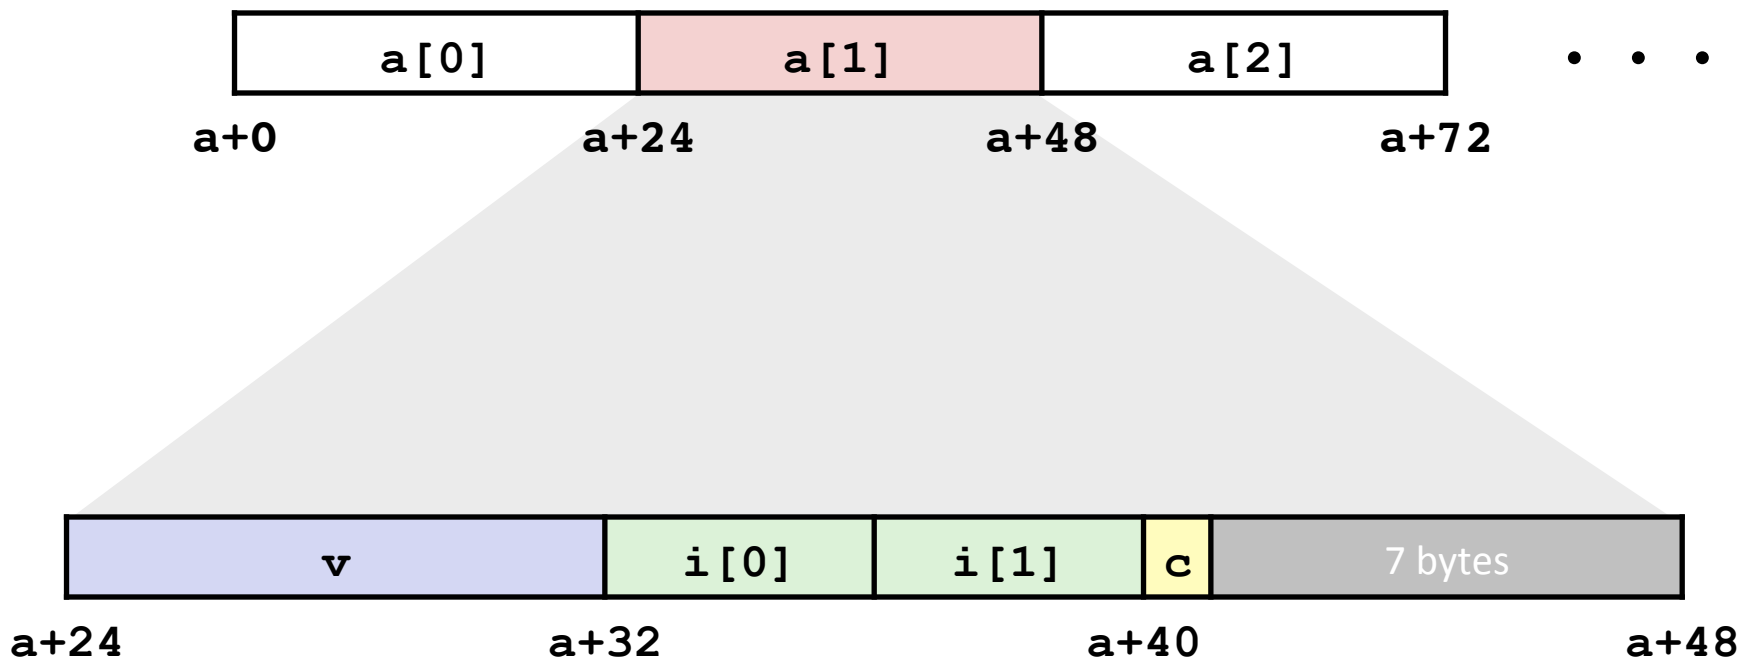 a[0] a[1] a[2] . . .
a+0 a+24 a+48 a+72
v i[0] i[1] c 7 bytes
a+24 a+32 a+40 a+48